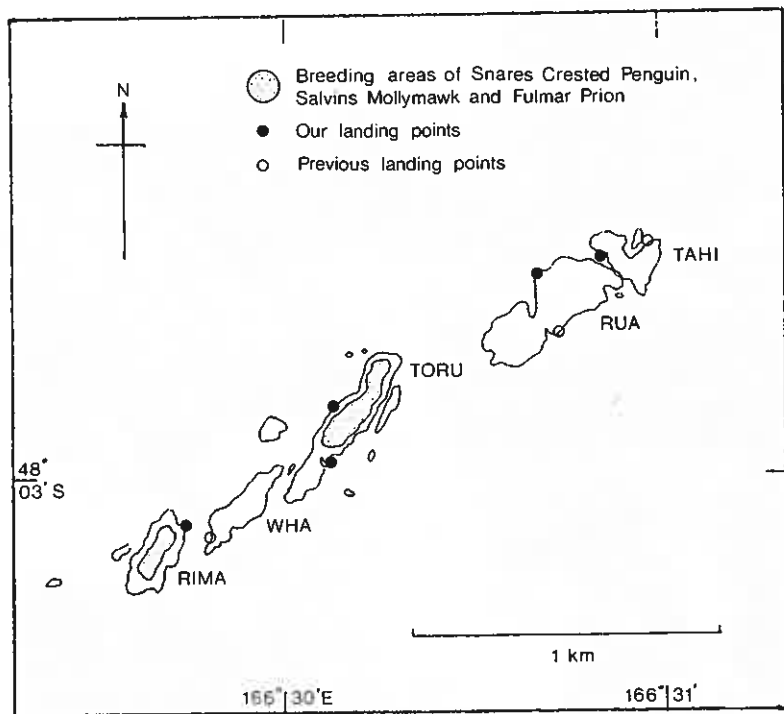 N
Breeding areas of Snares Crested Penguin,
Salvins Mollymawk and Fulmar Prion
Our landing points
Previous landing points
TAHI
RUA
TORU
48°
03' S
WHA
RIMA
1 km
166° 30' E
166° 31'